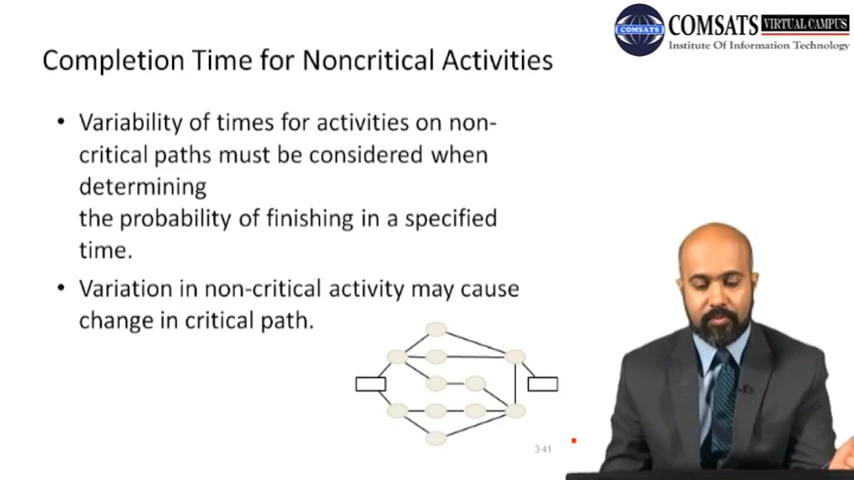 COMSATS
COMSATS VIRTUAL CAMPUS
Institute Of Information Technology
Completion Time for Noncritical Activities
• Variability of times for activities on non-
critical paths must be considered when
determining
the probability of finishing in a specified
time.
• Variation in non-critical activity may cause
change in critical path.
3-41